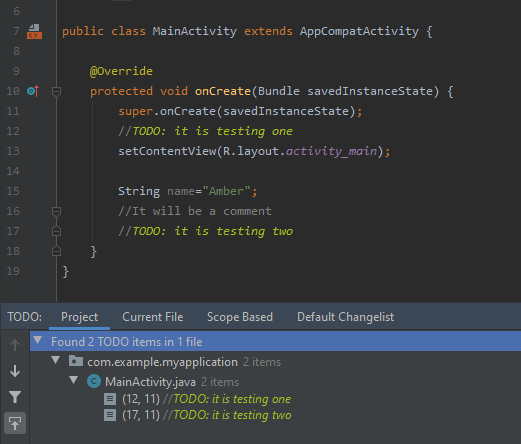 6
7 public class MainActivity extends AppCompatActivity {
8
9 @Override
10 protected void onCreate(Bundle savedInstanceState) {
11 super.onCreate(savedInstanceState);
12 //TODO: it is testing one
13 setContentView(R.layout.activity_main);
14
15 String name="Amber";
16 //It will be a comment
17 //TODO: it is testing two
18 }
19 }
TODO: Project Current File Scope Based Default Changelist
Found 2 TODO items in 1 file
com.example.myapplication 2 items
C MainActivity.java 2 items
(12, 11) //TODO: it is testing one
(17, 11) //TODO: it is testing two